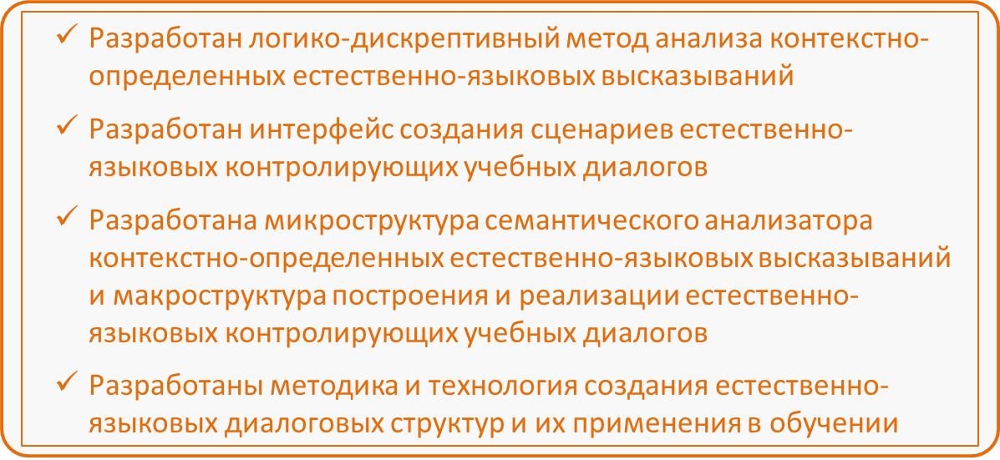 ✓ Разработан логико-дискрептивный метод анализа контекстно-
определенных естественно-языковых высказываний
✓ Разработан интерфейс создания сценариев естественно-
языковых контролирующих учебных диалогов
✓ Разработана микроструктура семантического анализатора
контекстно-определенных естественно-языковых высказываний
и макроструктура построения и реализации естественно-
языковых контролирующих учебных диалогов
✓ Разработаны методика и технология создания естественно-
языковых диалоговых структур и их применения в обучении